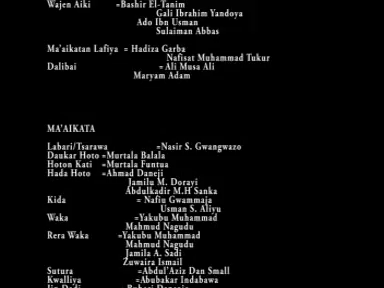 Wajen Aiki =Bashir El-Tanim
Gali Ibrahim Yandoya
Ado Ibn Usman
Sulaiman Abbas
Ma'aikatan Lafiya = Hadiza Garba
Nafisat Muhammad Tukur
Dalibai = Ali Musa Ali
Maryam Adam
MA'AIKATA
Labari/Tsarawa =Nasir S. Gwangwazo
Daukar Hoto =Murtala Balala
Hoton Kati =Murtala Funtua
Hada Hoto =Ahmad Daneji
Jamilu M. Dorayi
Abdulkadir M.H Sanka
Kida = Nafiu Gwammaja
Usman S. Aliyu
Waka =Yakubu Muhammad
Mahmud Nagudu
Rera Waka =Yakubu Muhammad
Mahmud Nagudu
Jamila A. Sadi
Zuwaira Ismail
Sutura =Abdul'Aziz Dan Small
Kwalliya =Abubakar Indabawa